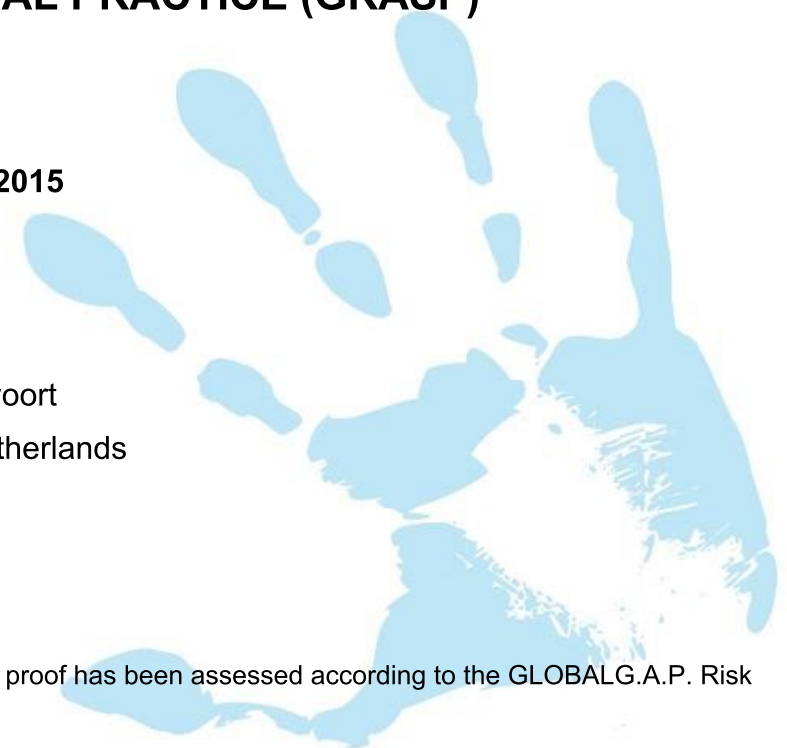 AL PRACTICE (GRASP)
2015
voort
therlands
proof has been assessed according to the GLOBALG.A.P. Risk